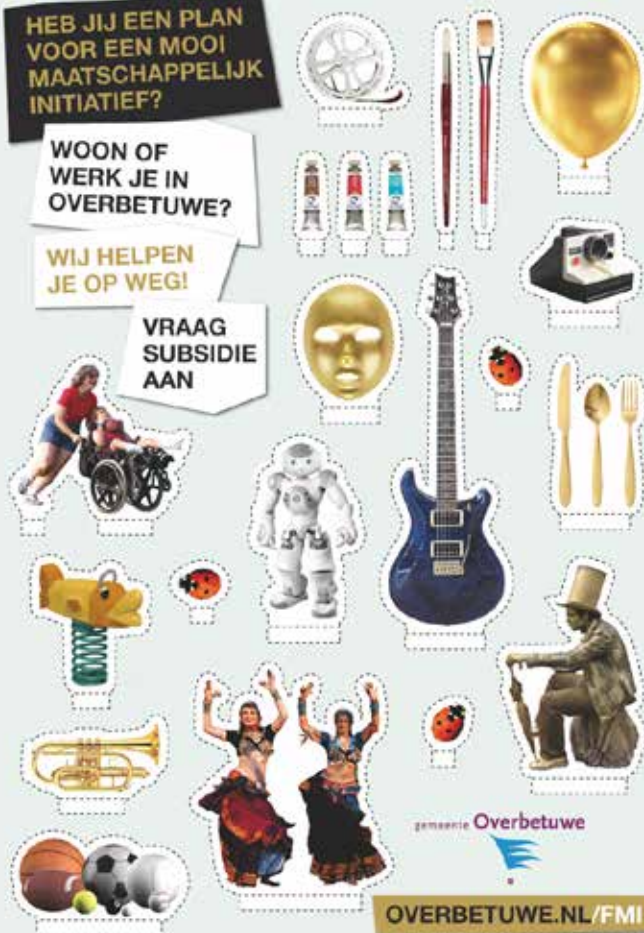 HEB JIJ EEN PLAN
VOOR EEN MOOI
MAATSCHAPPELIJK
INITIATIEF?
WOON OF
WERK JE IN
OVERBETUWE?
WIJ HELPEN
JE OP WEG!
VRAAG
SUBSIDIE
AAN
gemeente Overbetuwe
OVERBETUWE.NL/FMI